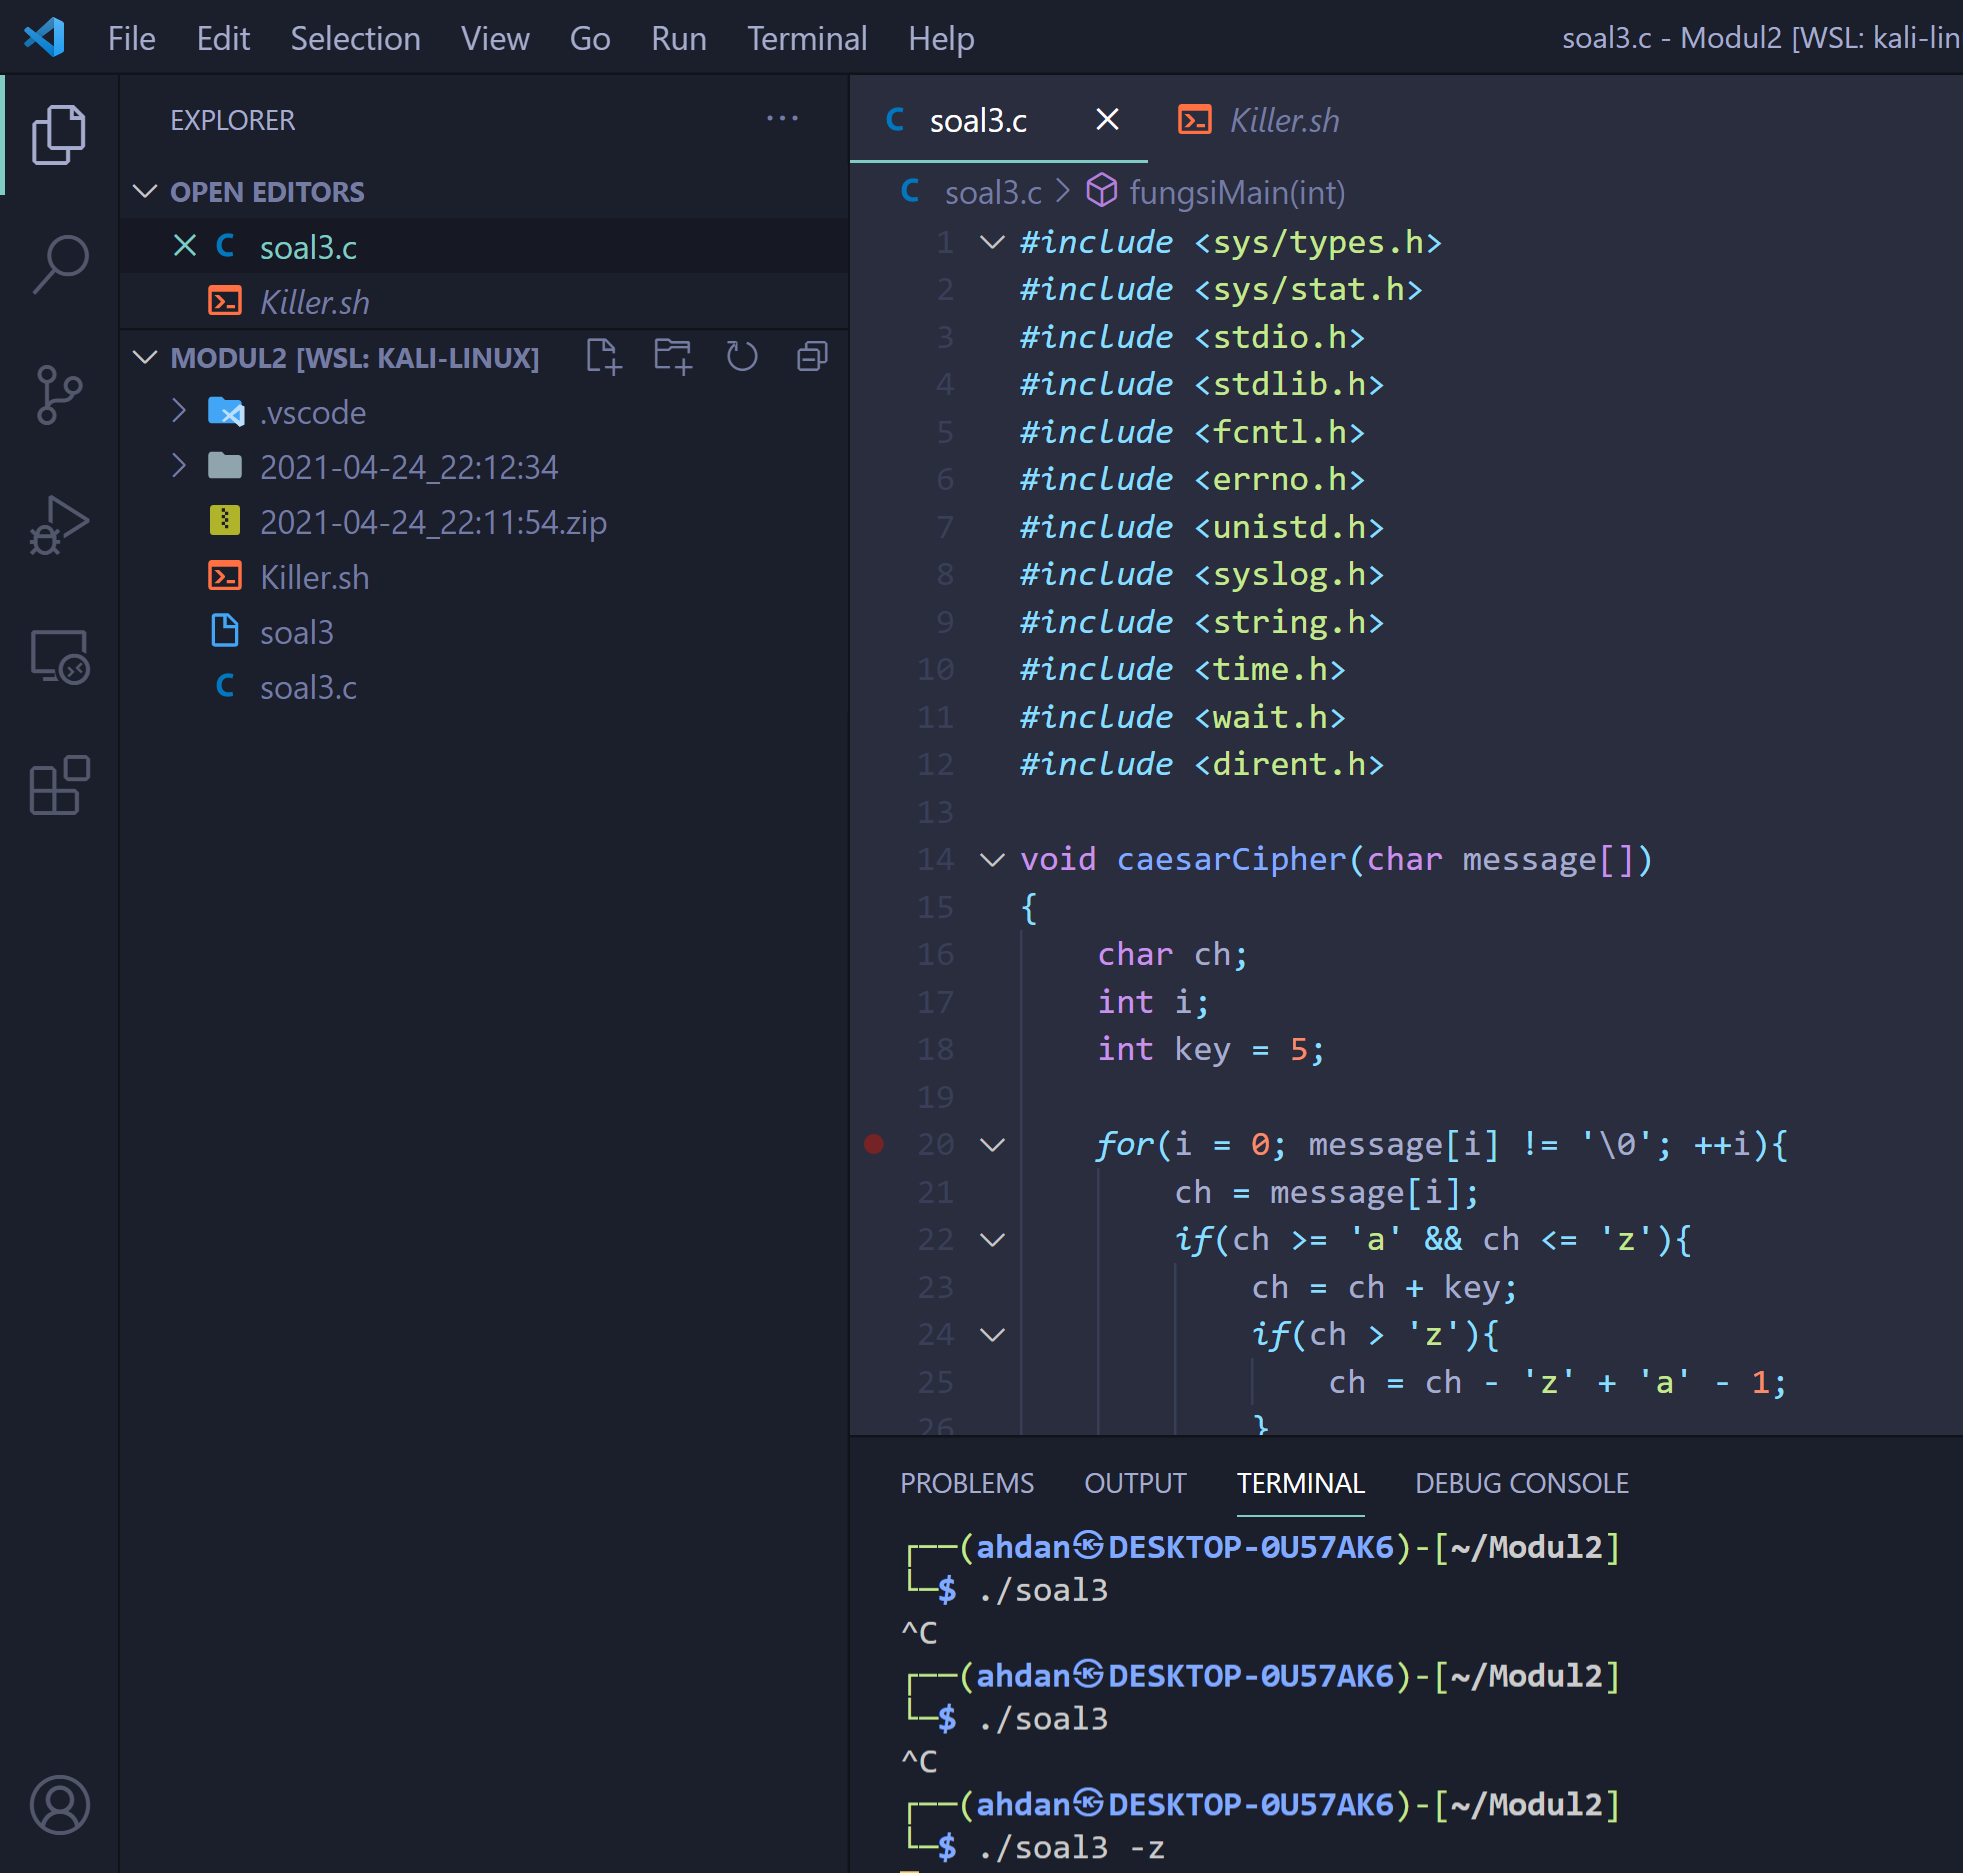 File Edit Selection View Go Run Terminal Help
soal3.c - Modul2 [WSL: kali-lin
EXPLORER
OPEN EDITORS
soal3.c
Killer.sh
MODUL2 [WSL: KALI-LINUX]
.vscode
2021-04-24_22:12:34
2021-04-24_22:11:54.zip
Killer.sh
soal3
soal3.c
soal3.c Killer.sh
soal3.c > fungsiMain(int)
1 #include <sys/types.h>
2 #include <sys/stat.h>
3 #include <stdio.h>
4 #include <stdlib.h>
5 #include <fcntl.h>
6 #include <errno.h>
7 #include <unistd.h>
8 #include <syslog.h>
9 #include <string.h>
10 #include <time.h>
11 #include <wait.h>
12 #include <dirent.h>
13
14 void caesarCipher(char message[])
15 {
16 char ch;
17 int i;
18 int key = 5;
19
20 for(i = 0; message[i] != '\0'; ++i){
21 ch = message[i];
22 if(ch >= 'a' && ch <= 'z'){
23 ch = ch + key;
24 if(ch > 'z'){
25 ch = ch - 'z' + 'a' - 1;
26 }
PROBLEMS OUTPUT TERMINAL DEBUG CONSOLE
┌──(ahdan㉿DESKTOP-0U57AK6)-[~/Modul2]
└─$ ./soal3
^C
┌──(ahdan㉿DESKTOP-0U57AK6)-[~/Modul2]
└─$ ./soal3
^C
┌──(ahdan㉿DESKTOP-0U57AK6)-[~/Modul2]
└─$ ./soal3 -z